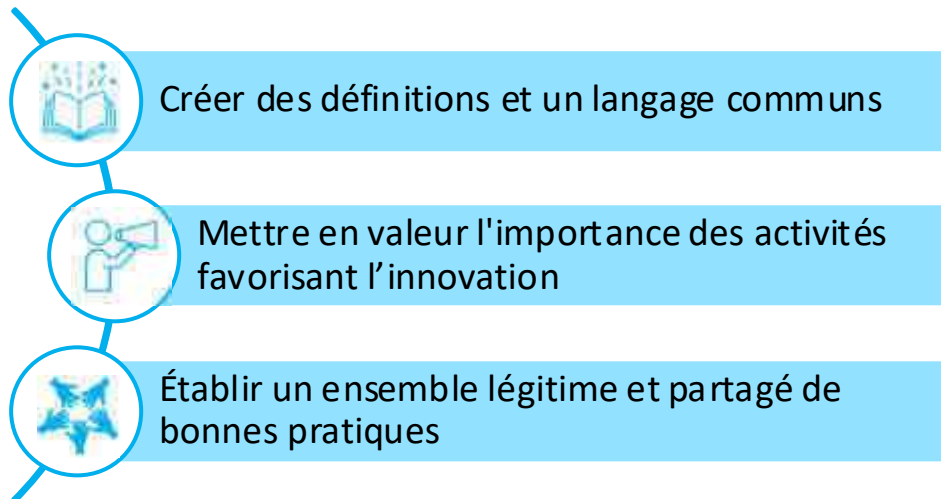 Créer des définitions et un langage communs
Mettre en valeur l'importance des activités
favorisant l’innovation
Établir un ensemble légitime et partagé de
bonnes pratiques